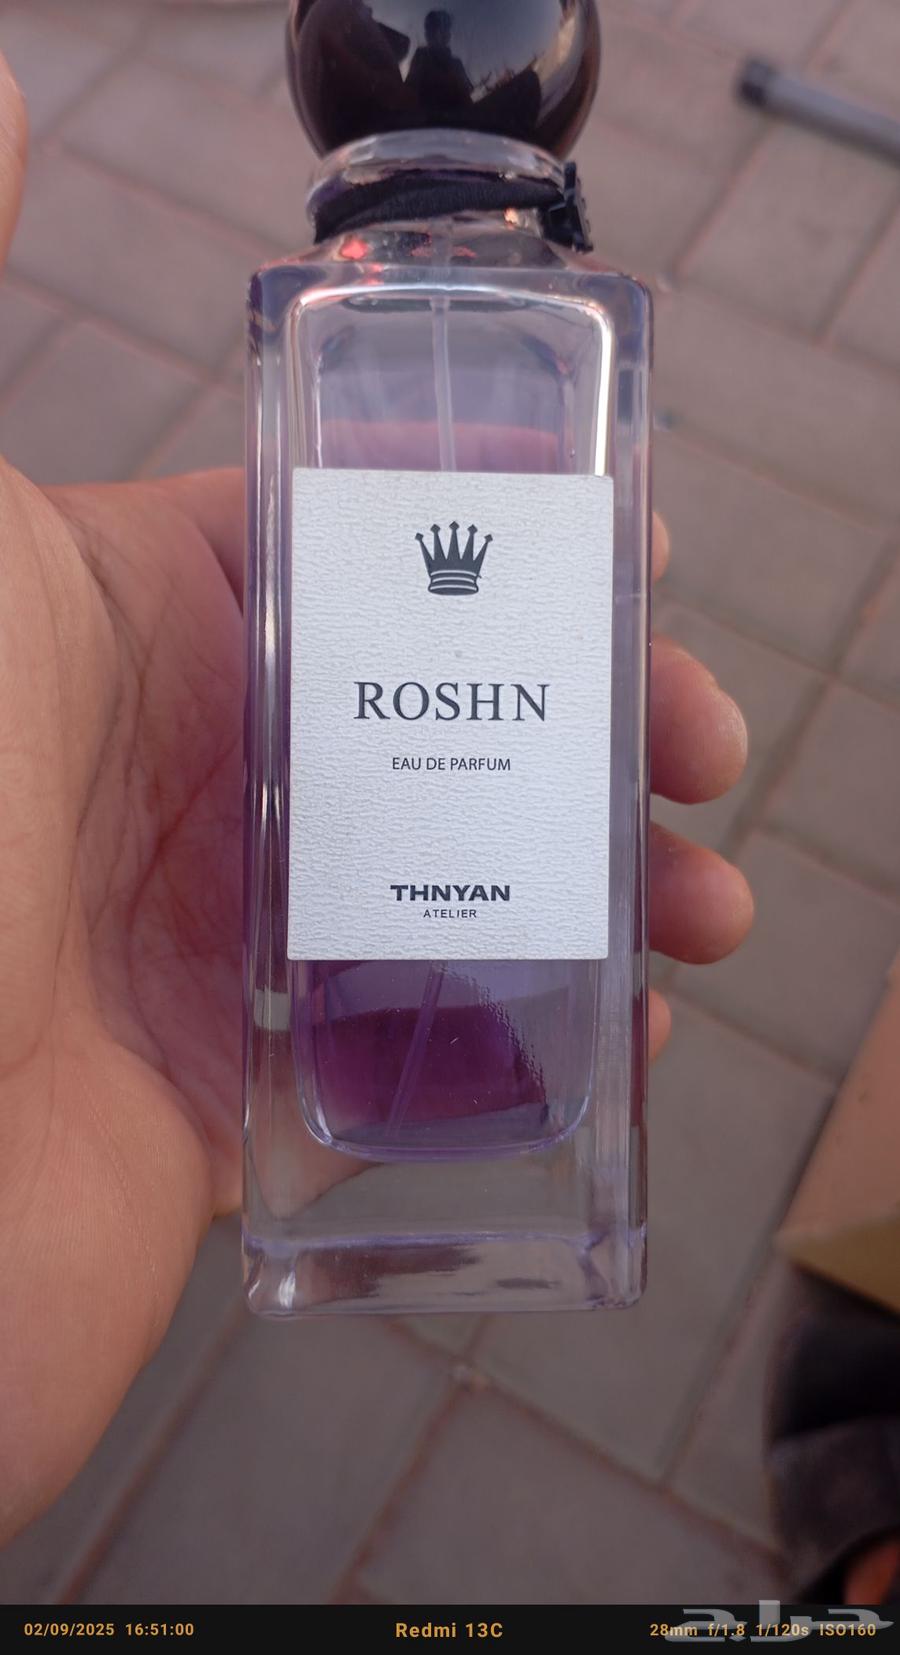 ROSHN
EAU DE PARFUM
THNYAN
ATELIER
02/09/2025 16:51:00
Redmi 13C
28mm f/1.8 1/120s ISO160
حراج